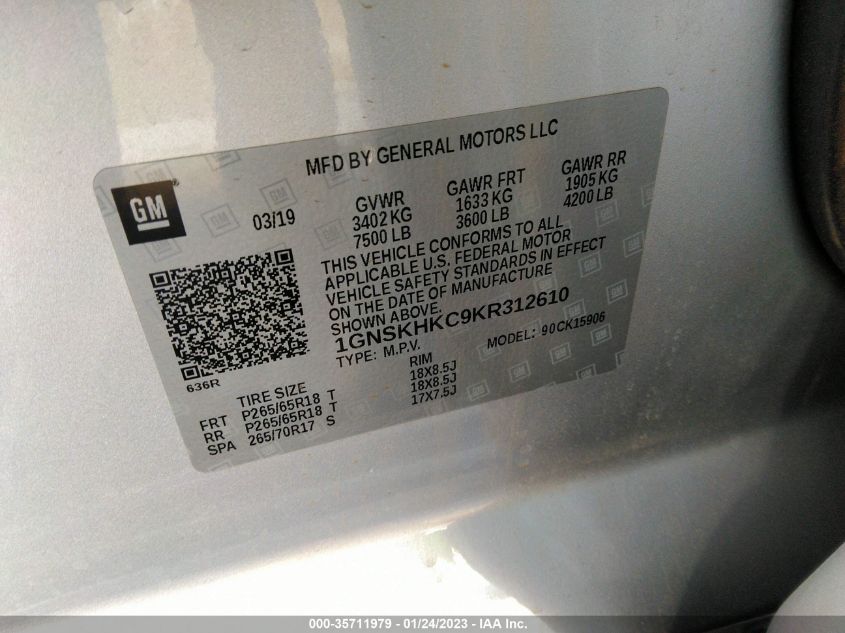 MFD BY GENERAL MOTORS LLC
GM®
03/19
GVWR GAWR FRT GAWR RR
3402 KG 1633 KG 1905 KG
7500 LB 3600 LB 4200 LB
THIS VEHICLE CONFORMS TO ALL
APPLICABLE U.S. FEDERAL MOTOR
VEHICLE SAFETY STANDARDS IN EFFECT
ON THE DATE OF MANUFACTURE
SHOWN ABOVE.
1GNSKHKC9KR312610
TYPE: M.P.V. MODEL: 90CK15906
636R
TIRE SIZE RIM
FRT P265/65R18 T 18X8.5J
RR P265/65R18 T 18X8.5J
SPA 265/70R17 S 17X7.5J
000-35711979 - 01/24/2023 - IAA Inc.